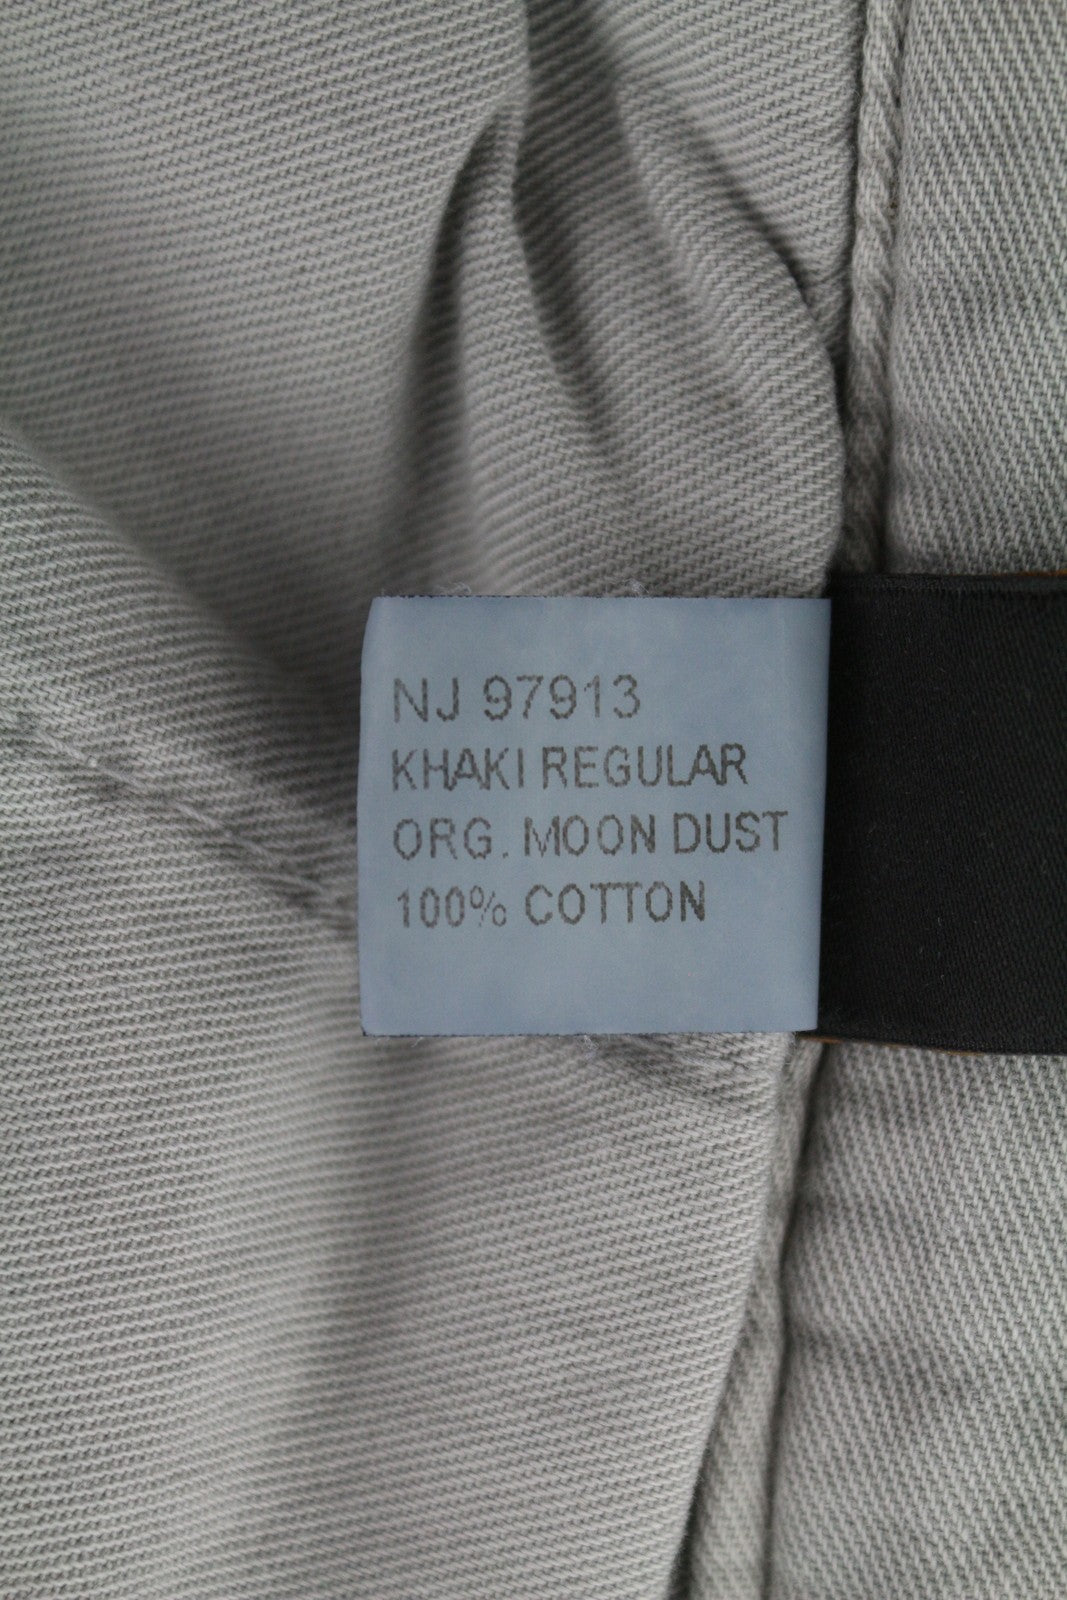 NJ 97913
KHAKI REGULAR
ORG. MOON DUST
100% COTTON